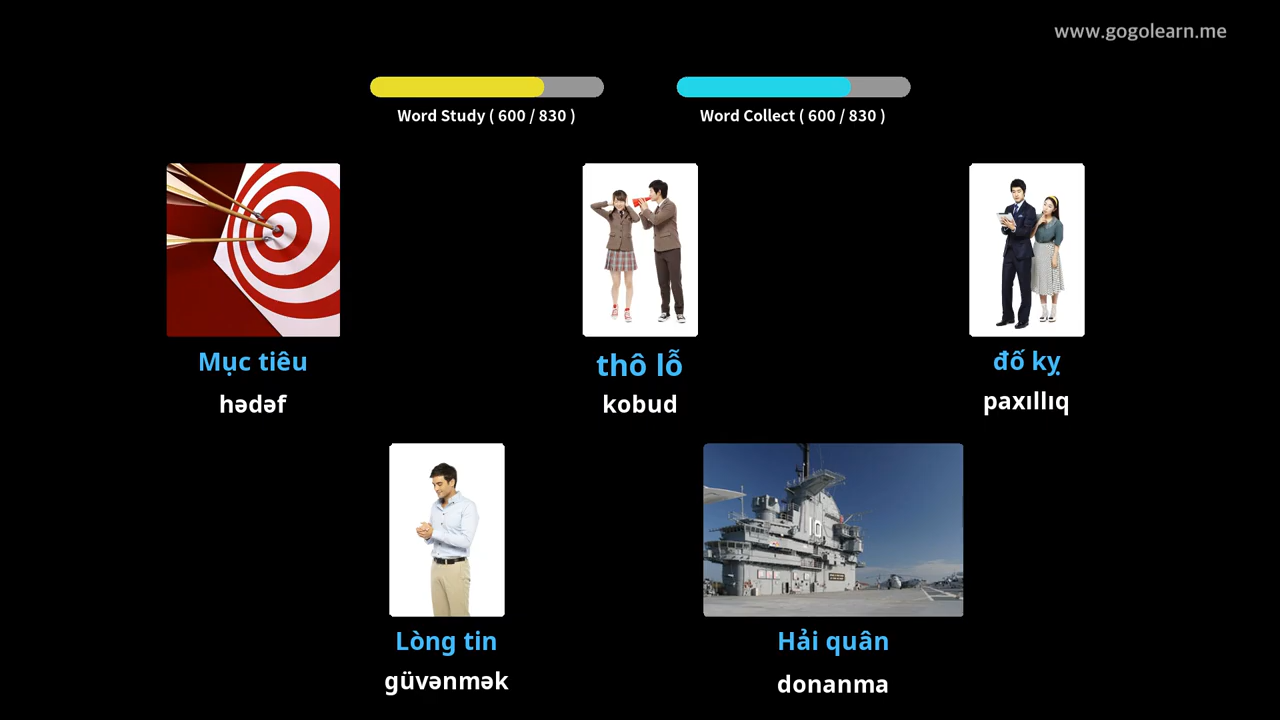 www.gogolearn.me
Word Study ( 600 / 830 )
Word Collect ( 600 / 830 )
Mục tiêu
hədəf
thô lỗ
kobud
đố kỵ
paxıllıq
10
Lòng tin
güvənmək
Hải quân
donanma